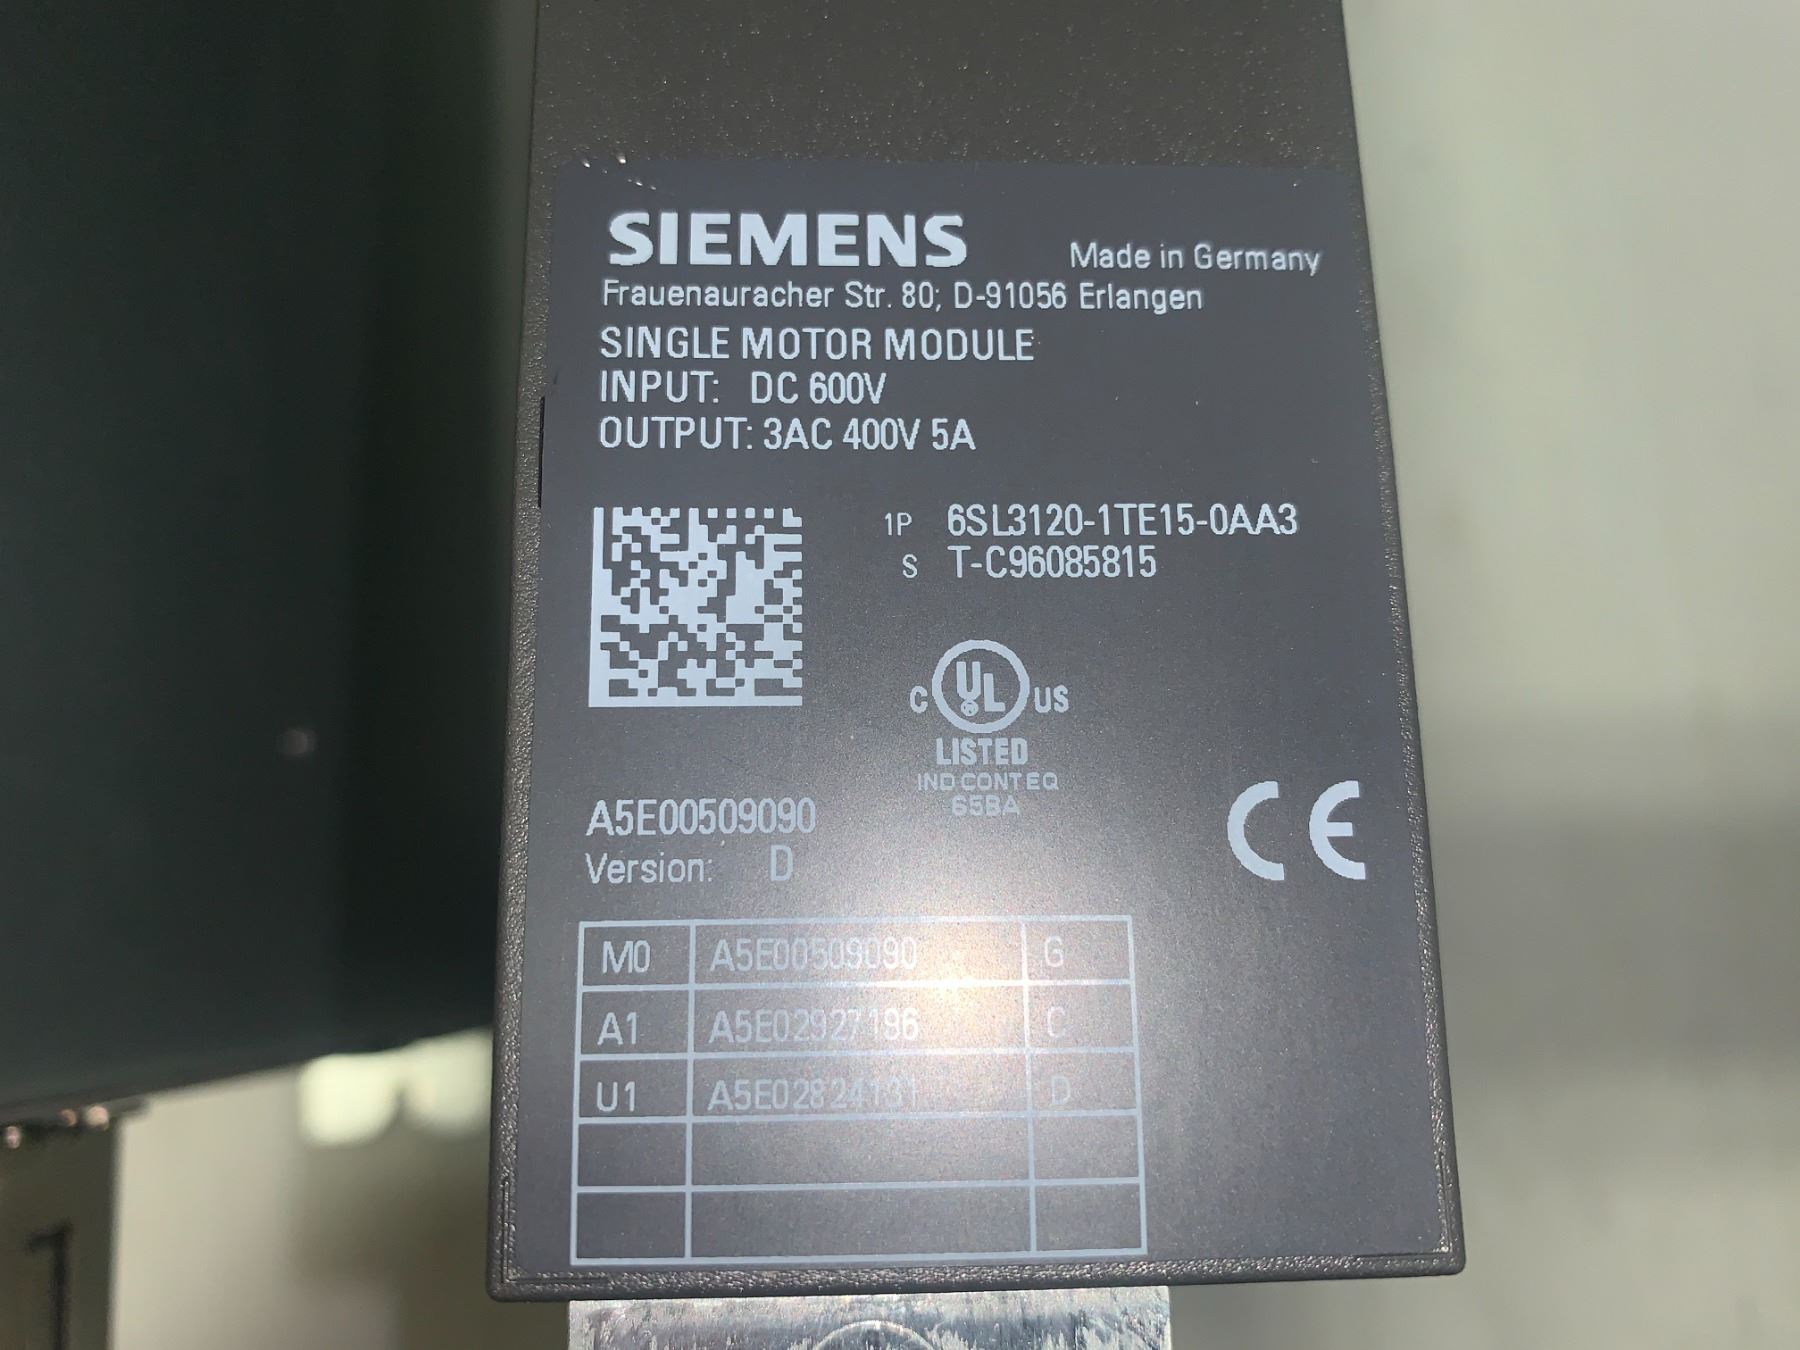 SIEMENS Made in Germany
Frauenauracher Str. 80; D-91056 Erlangen
SINGLE MOTOR MODULE
INPUT: DC 600V
OUTPUT: 3AC 400V 5A
1P 6SL3120-1TE15-0AA3
S T-C96085815
C UL US
LISTED
IND CONT EQ
65BA
A5E00509090
Version: D
CE
M0 A5E00509090 G
A1 A5E02927196 C
U1 A5E02824131 D